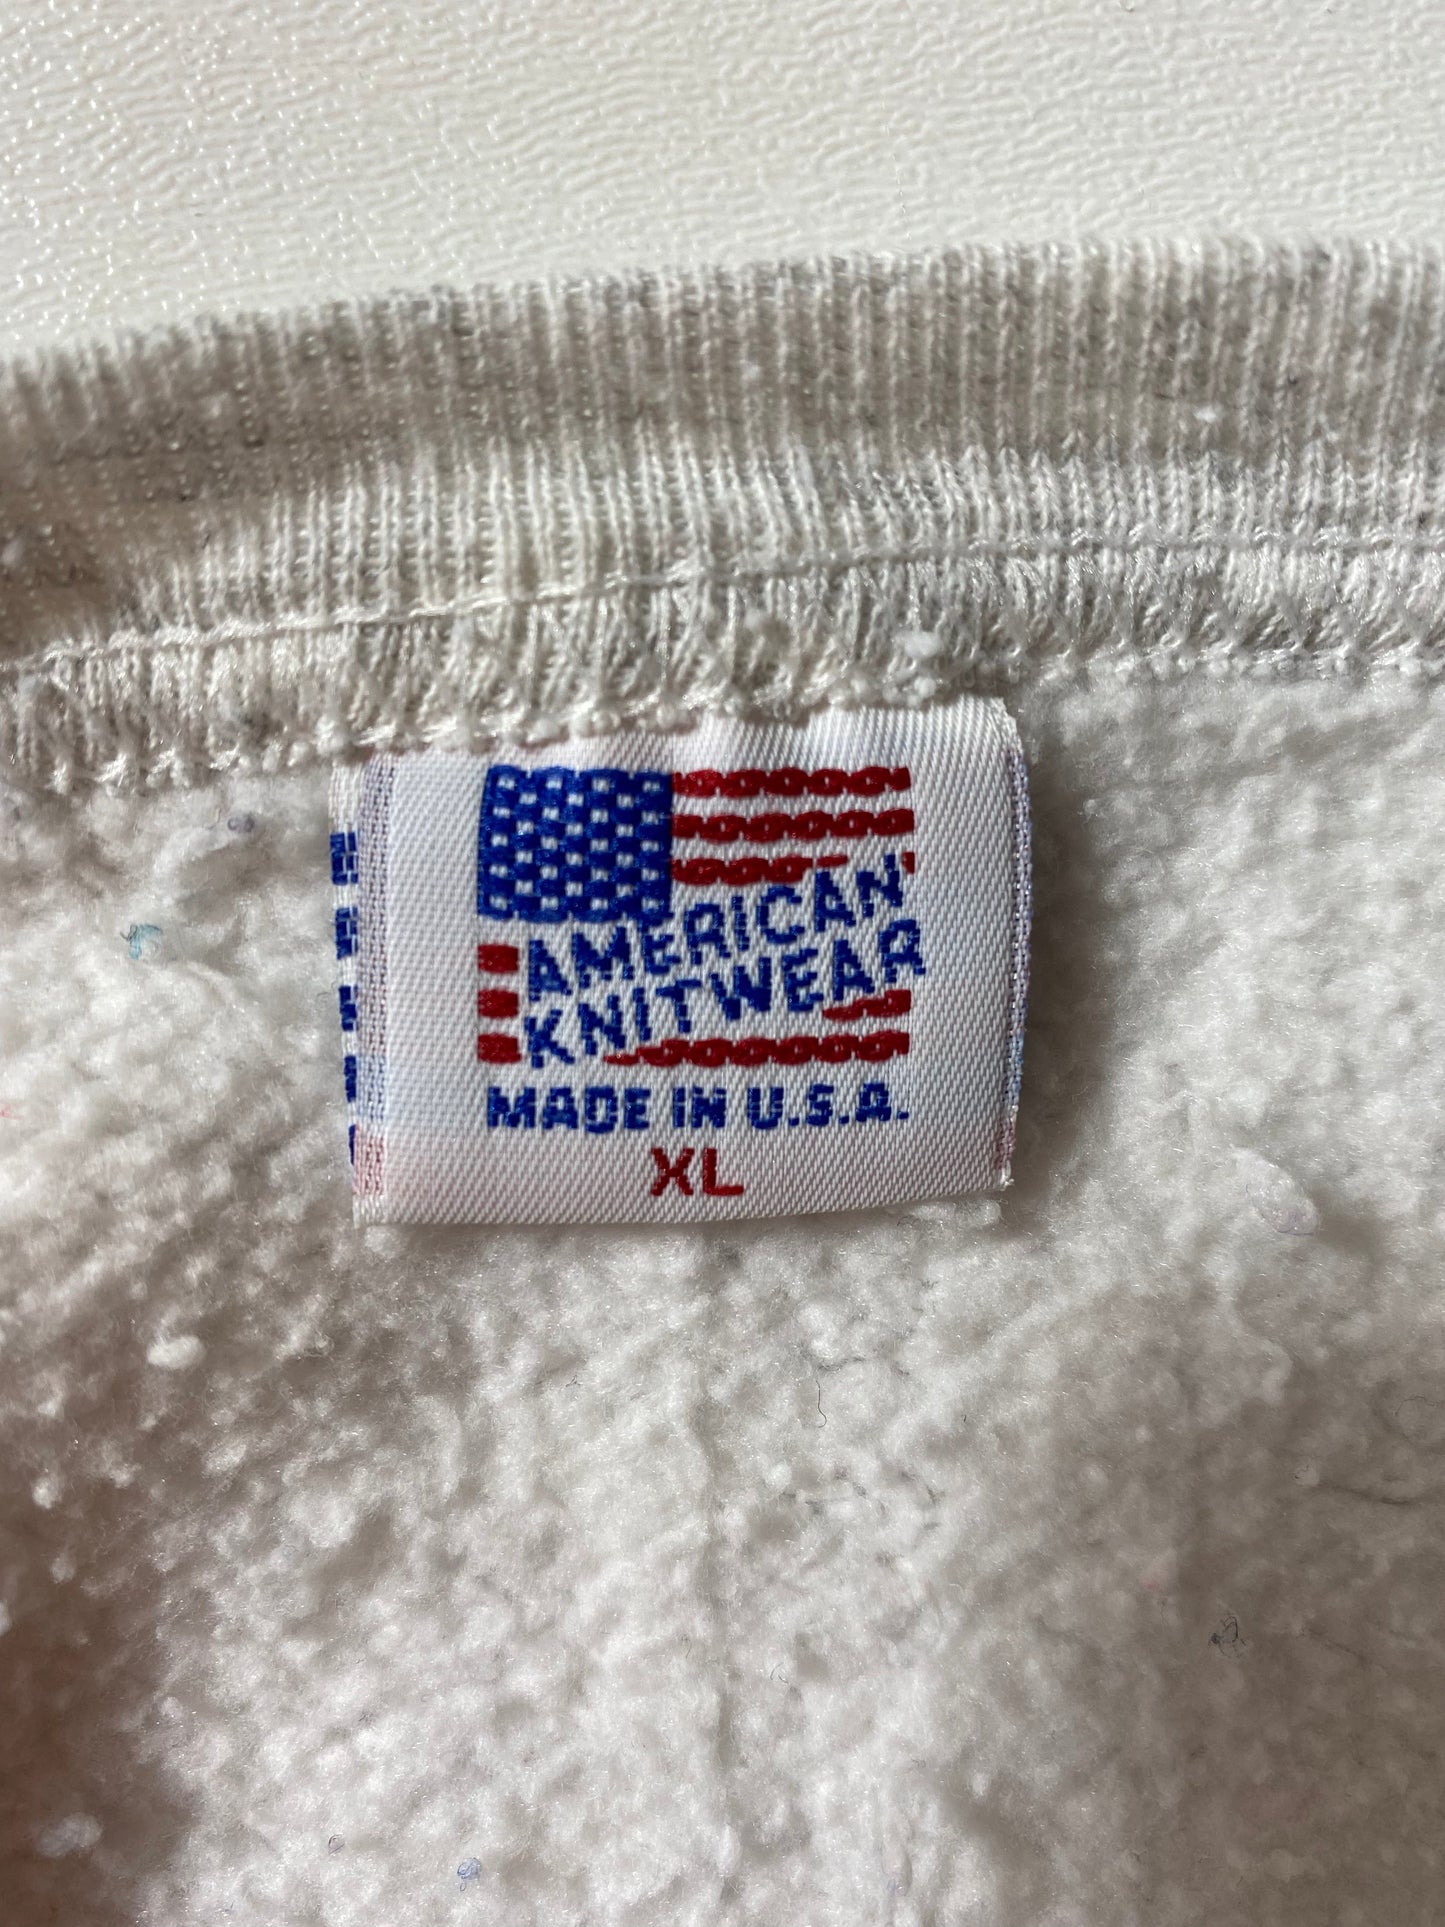 AMERICAN
KNITWEAR
MADE IN U.S.A.
XL